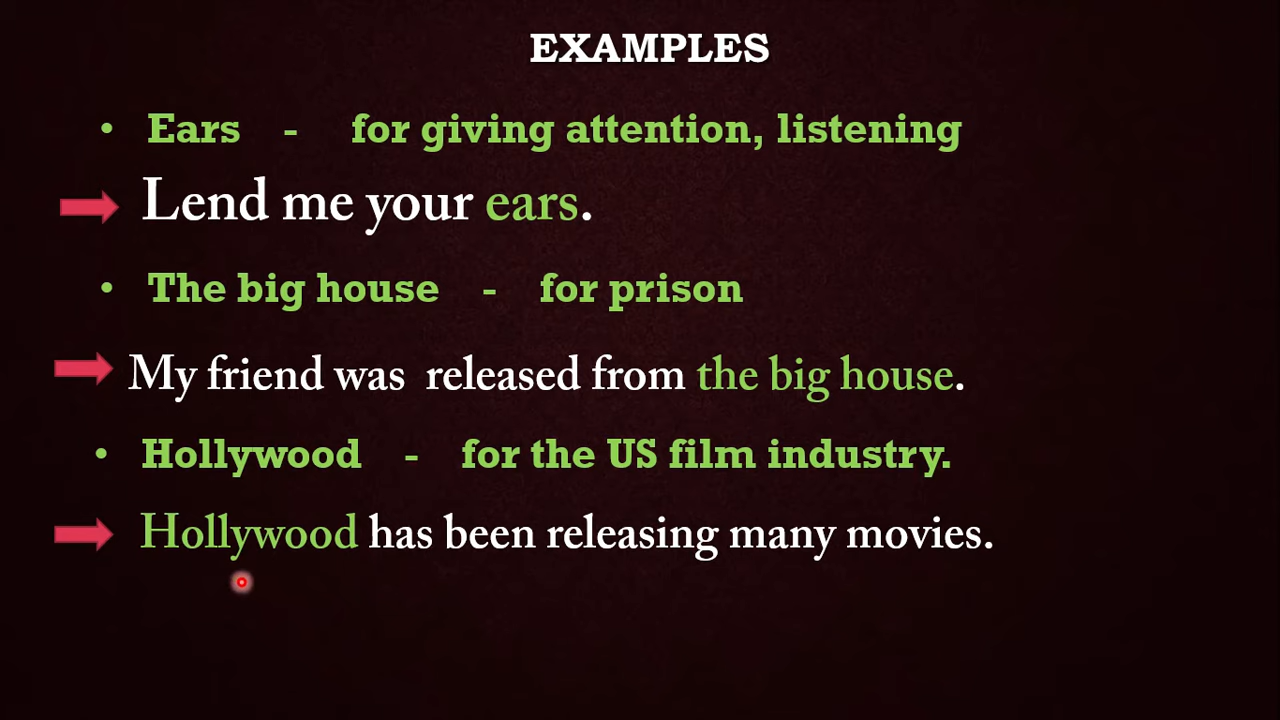 EXAMPLES
• Ears - for giving attention, listening
Lend me your ears.
• The big house - for prison
My friend was released from the big house.
• Hollywood - for the US film industry.
Hollywood has been releasing many movies.